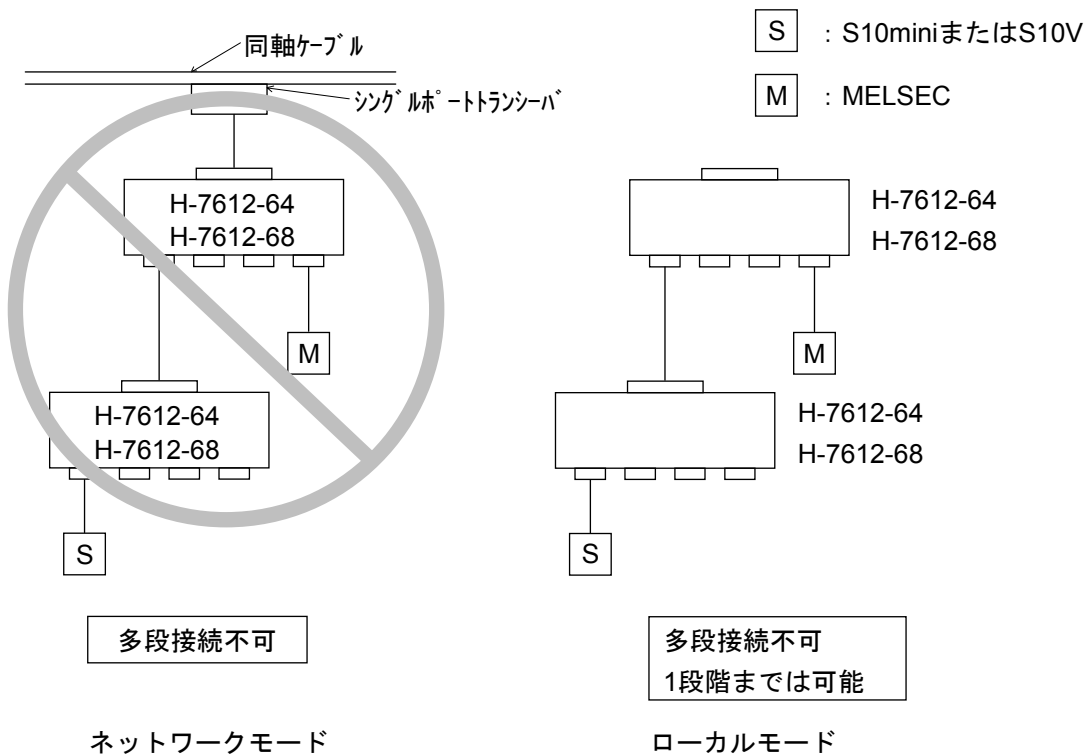 同軸ケーブル
シングルポートトランシーバ
S : S10miniまたはS10V
M : MELSEC
H-7612-64
H-7612-68
M
H-7612-64
H-7612-68
S
多段接続不可
ネットワークモード
H-7612-64
H-7612-68
M
H-7612-64
H-7612-68
S
多段接続不可
1段階までは可能
ローカルモード